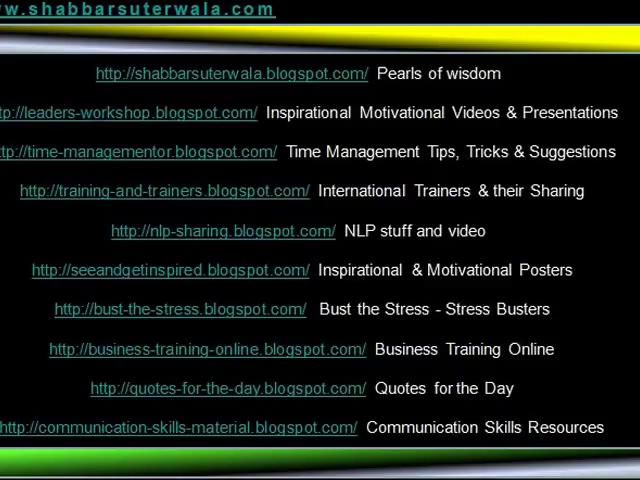 w.shabbarsuterwala.com
http://shabbarsuterwala.blogspot.com/ Pearls of wisdom
tp://leaders-workshop.blogspot.com/ Inspirational Motivational Videos & Presentations
ttp://time-managementor.blogspot.com/ Time Management Tips, Tricks & Suggestions
http://training-and-trainers.blogspot.com/ International Trainers & their Sharing
http://nlp-sharing.blogspot.com/ NLP stuff and video
http://seeandgetinspired.blogspot.com/ Inspirational & Motivational Posters
http://bust-the-stress.blogspot.com/ Bust the Stress - Stress Busters
http://business-training-online.blogspot.com/ Business Training Online
http://quotes-for-the-day.blogspot.com/ Quotes for the Day
http://communication-skills-material.blogspot.com/ Communication Skills Resources